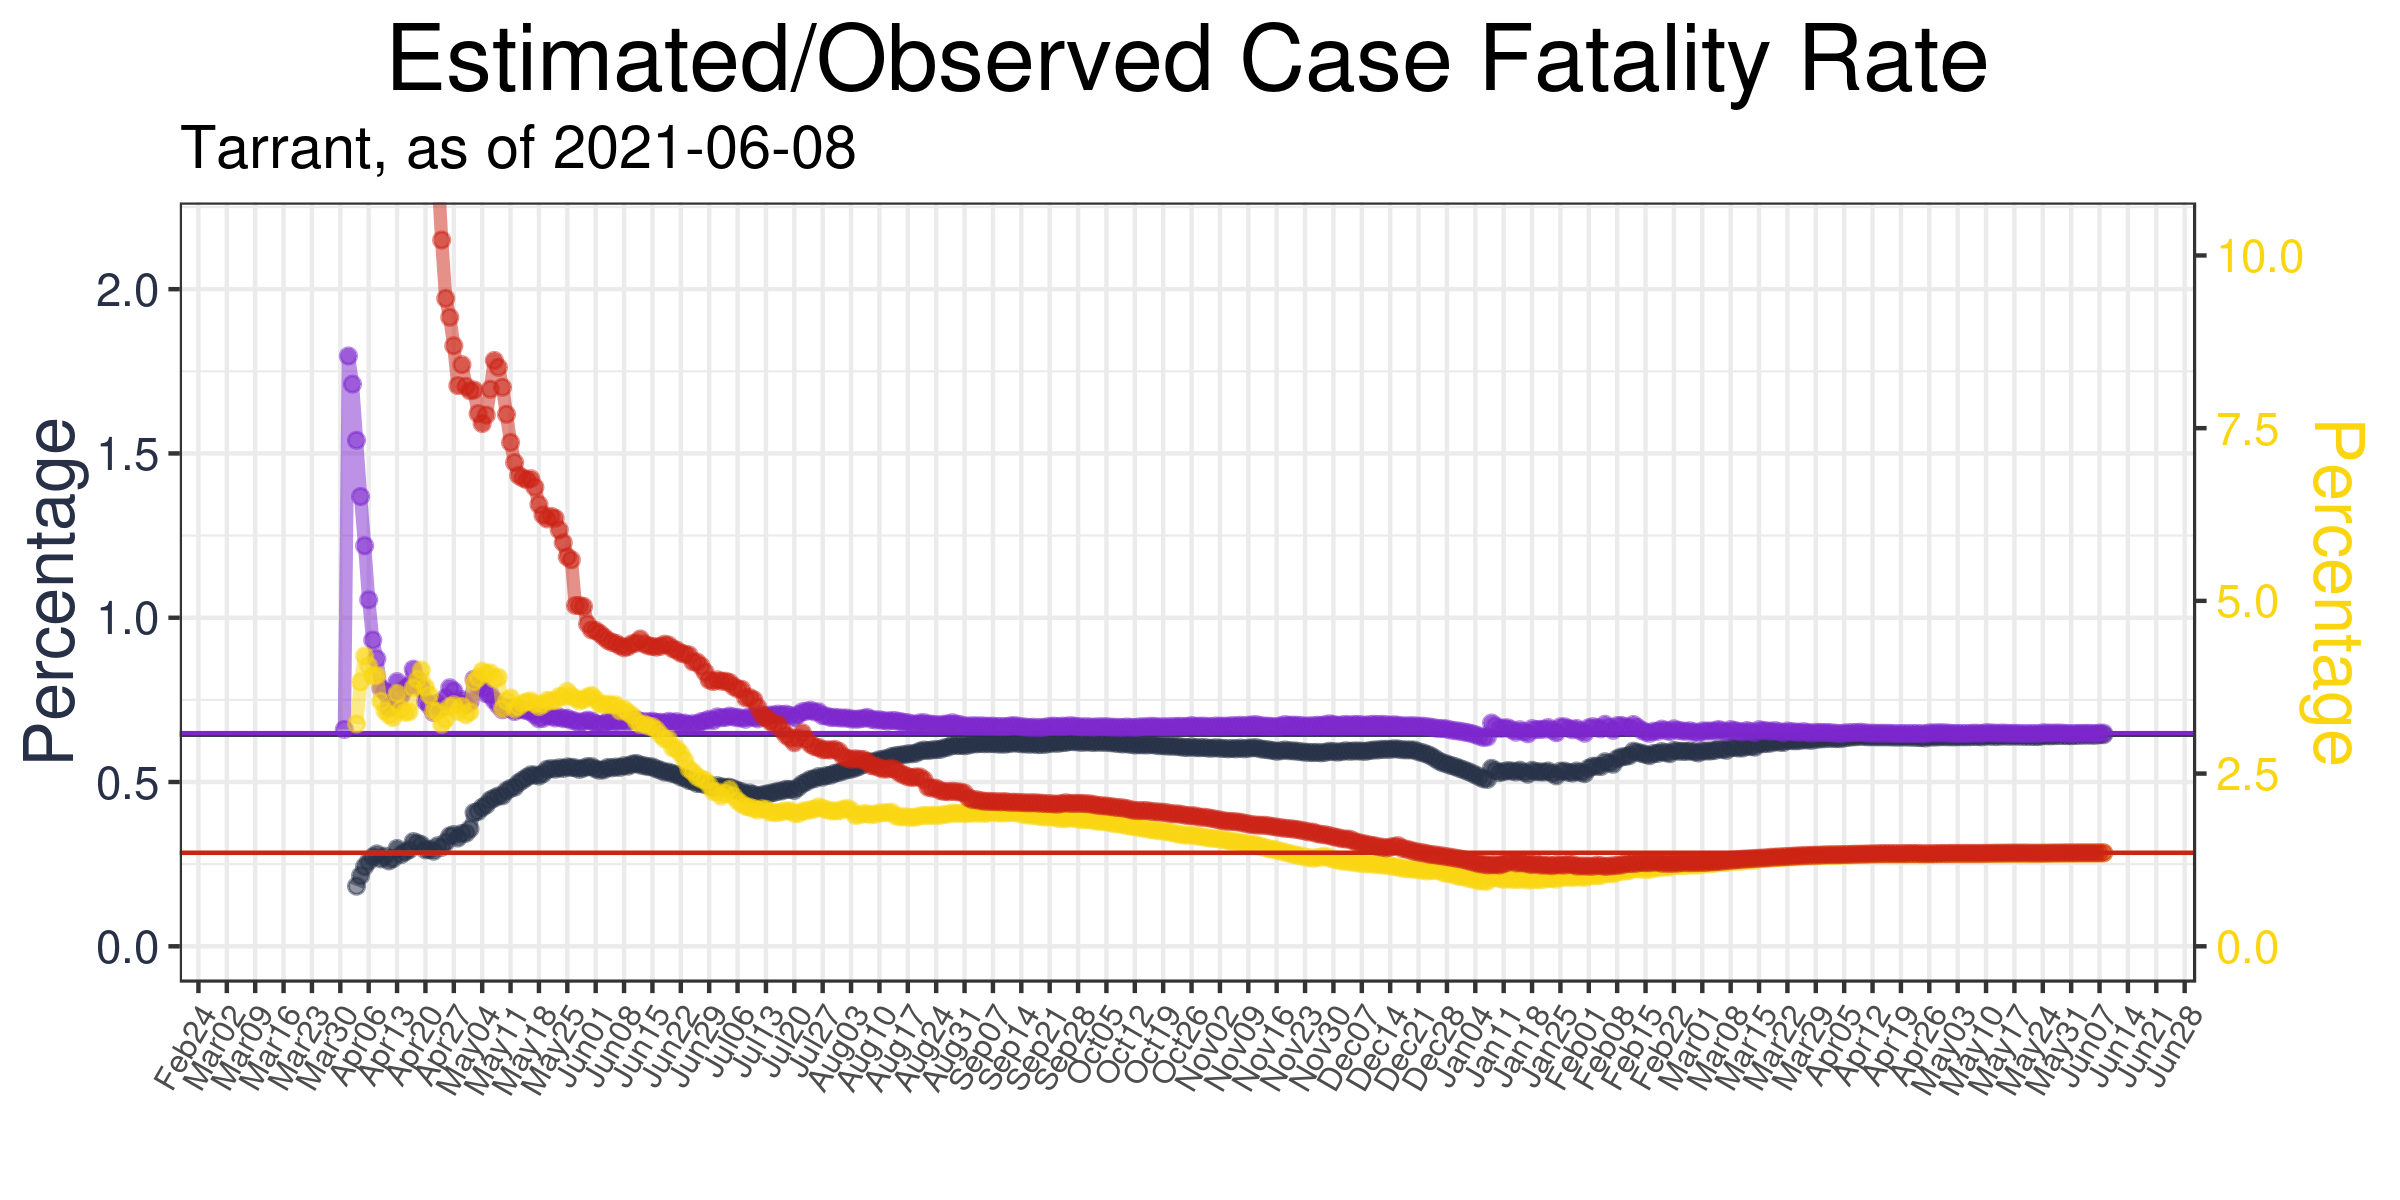 Estimated/Observed Case Fatality Rate
Tarrant, as of 2021-06-08
Percentage
2.0
1.5
1.0
0.5
0.0
10.0
7.5
5.0
2.5
0.0
Percentage
Feb24
Mar02
Mar09
Mar16
Mar23
Mar30
Apr06
Apr13
Apr20
Apr27
May04
May11
May18
May25
Jun01
Jun08
Jun15
Jun22
Jun29
Jul06
Jul13
Jul20
Jul27
Aug03
Aug10
Aug17
Aug24
Aug31
Sep07
Sep14
Sep21
Sep28
Oct05
Oct12
Oct19
Oct26
Nov02
Nov09
Nov16
Nov23
Nov30
Dec07
Dec14
Dec21
Dec28
Jan04
Jan11
Jan18
Jan25
Feb01
Feb08
Feb15
Feb22
Mar01
Mar08
Mar15
Mar22
Mar29
Apr05
Apr12
Apr19
Apr26
May03
May10
May17
May24
May31
Jun07
Jun14
Jun21
Jun28